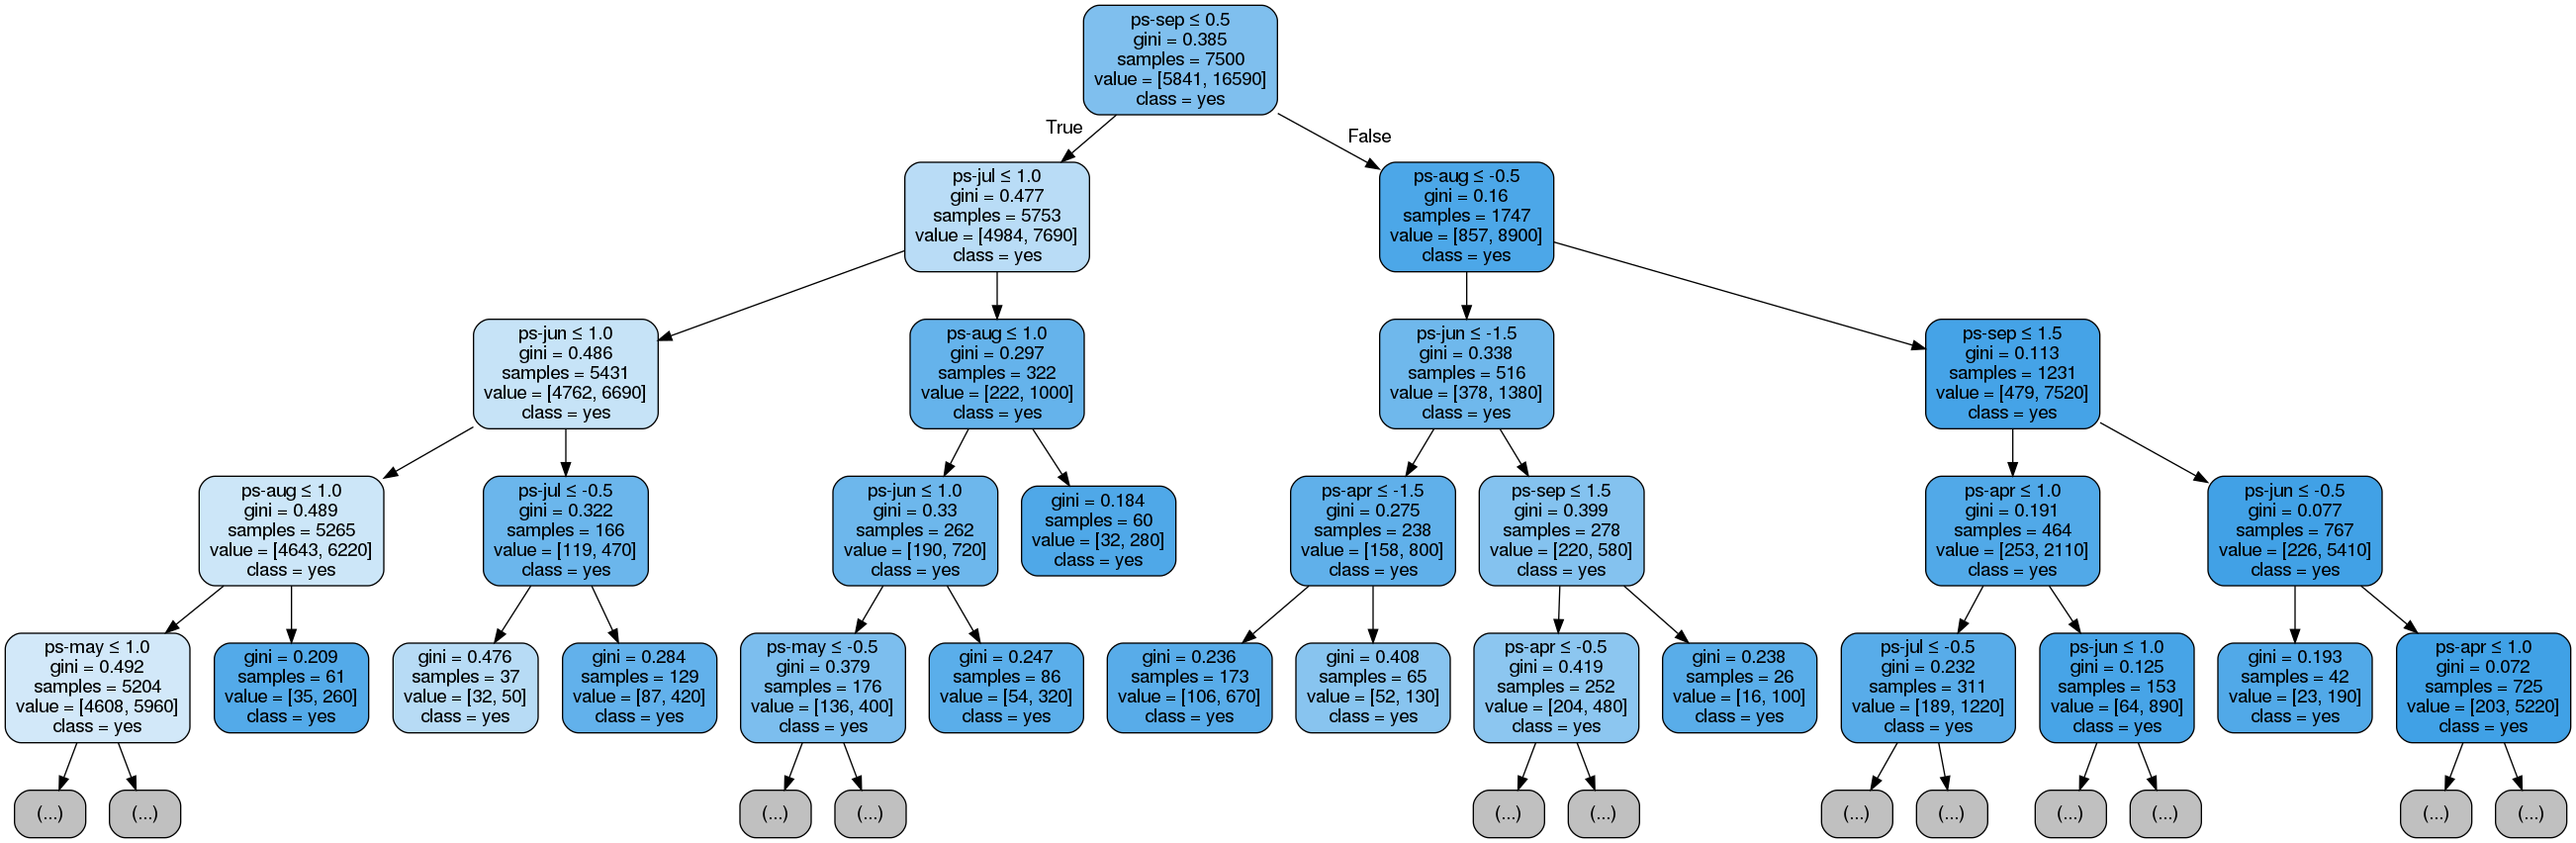 ps-sep ≤ 0.5
gini = 0.385
samples = 7500
value = [5841, 16590]
class = yes
True
False
ps-jul ≤ 1.0
gini = 0.477
samples = 5753
value = [4984, 7690]
class = yes
ps-aug ≤ -0.5
gini = 0.16
samples = 1747
value = [857, 8900]
class = yes
ps-jun ≤ 1.0
gini = 0.486
samples = 5431
value = [4762, 6690]
class = yes
ps-aug ≤ 1.0
gini = 0.297
samples = 322
value = [222, 1000]
class = yes
ps-jun ≤ -1.5
gini = 0.338
samples = 516
value = [378, 1380]
class = yes
ps-sep ≤ 1.5
gini = 0.113
samples = 1231
value = [479, 7520]
class = yes
ps-aug ≤ 1.0
gini = 0.489
samples = 5265
value = [4643, 6220]
class = yes
ps-jul ≤ -0.5
gini = 0.322
samples = 166
value = [119, 470]
class = yes
ps-jun ≤ 1.0
gini = 0.33
samples = 262
value = [190, 720]
class = yes
gini = 0.184
samples = 60
value = [32, 280]
class = yes
ps-apr ≤ -1.5
gini = 0.275
samples = 238
value = [158, 800]
class = yes
ps-sep ≤ 1.5
gini = 0.399
samples = 278
value = [220, 580]
class = yes
ps-apr ≤ 1.0
gini = 0.191
samples = 464
value = [253, 2110]
class = yes
ps-jun ≤ -0.5
gini = 0.077
samples = 767
value = [226, 5410]
class = yes
ps-may ≤ 1.0
gini = 0.492
samples = 5204
value = [4608, 5960]
class = yes
gini = 0.209
samples = 61
value = [35, 260]
class = yes
gini = 0.476
samples = 37
value = [32, 50]
class = yes
gini = 0.284
samples = 129
value = [87, 420]
class = yes
ps-may ≤ -0.5
gini = 0.379
samples = 176
value = [136, 400]
class = yes
gini = 0.247
samples = 86
value = [54, 320]
class = yes
gini = 0.236
samples = 173
value = [106, 670]
class = yes
gini = 0.408
samples = 65
value = [52, 130]
class = yes
ps-apr ≤ -0.5
gini = 0.419
samples = 252
value = [204, 480]
class = yes
gini = 0.238
samples = 26
value = [16, 100]
class = yes
ps-jul ≤ -0.5
gini = 0.232
samples = 311
value = [189, 1220]
class = yes
ps-jun ≤ 1.0
gini = 0.125
samples = 153
value = [64, 890]
class = yes
gini = 0.193
samples = 42
value = [23, 190]
class = yes
ps-apr ≤ 1.0
gini = 0.072
samples = 725
value = [203, 5220]
class = yes
(...)
(...)
(...)
(...)
(...)
(...)
(...)
(...)
(...)
(...)
(...)
(...)